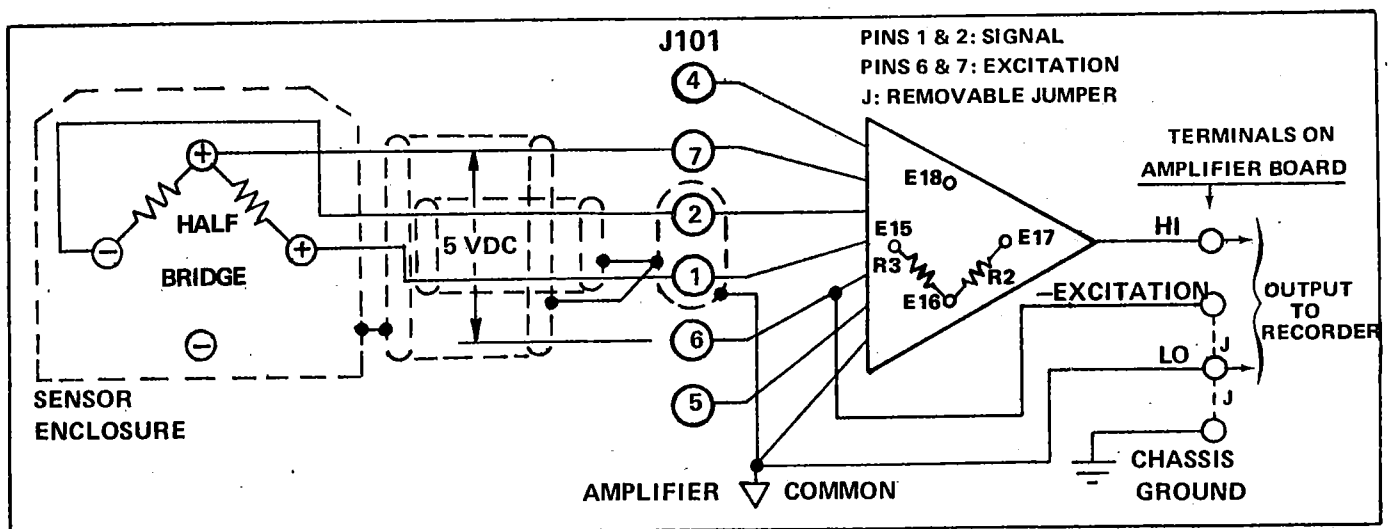 J101
PINS 1 & 2: SIGNAL
PINS 6 & 7: EXCITATION
J: REMOVABLE JUMPER
4
TERMINALS ON
AMPLIFIER BOARD
+
7
E18
HALF
2
5 VDC
E15
E17
HI
-
+
BRIDGE
1
R3
R2
E16
-EXCITATION
OUTPUT
TO
RECORDER
-
6
J
LO
SENSOR
ENCLOSURE
5
J
CHASSIS
GROUND
AMPLIFIER COMMON